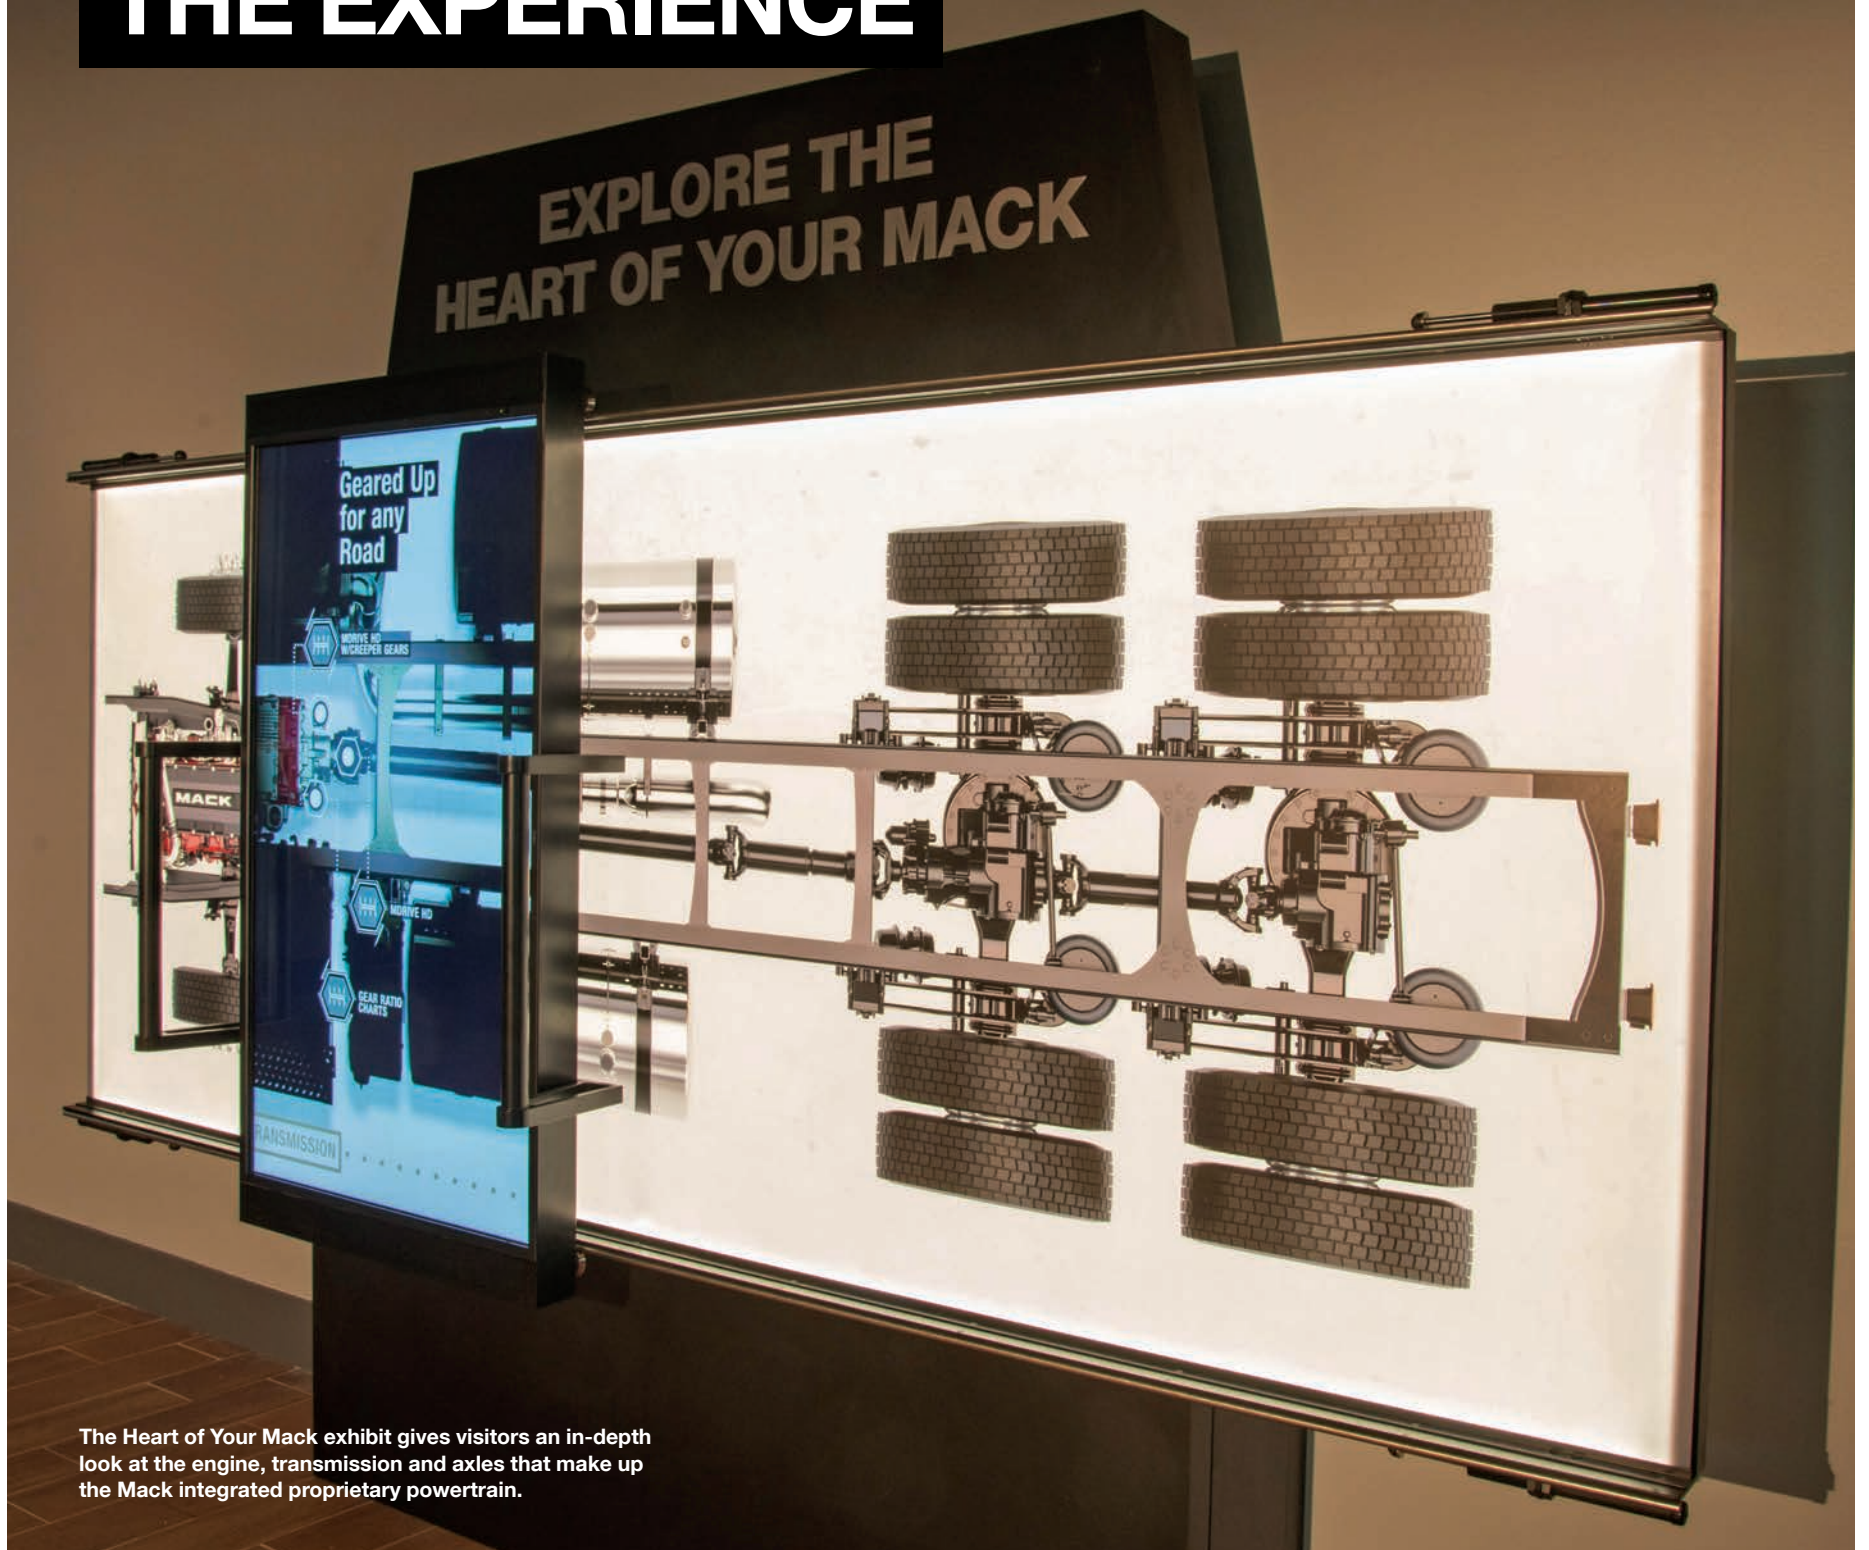 THE EXPERIENCE
EXPLORE THE
HEART OF YOUR MACK
Geared Up
for any
Road
MDRIVE HD
W/CREEPER GEARS
MACK
MDRIVE HD
GEAR RATIO
CHARTS
RANSMISSION
The Heart of Your Mack exhibit gives visitors an in-depth
look at the engine, transmission and axles that make up
the Mack integrated proprietary powertrain.